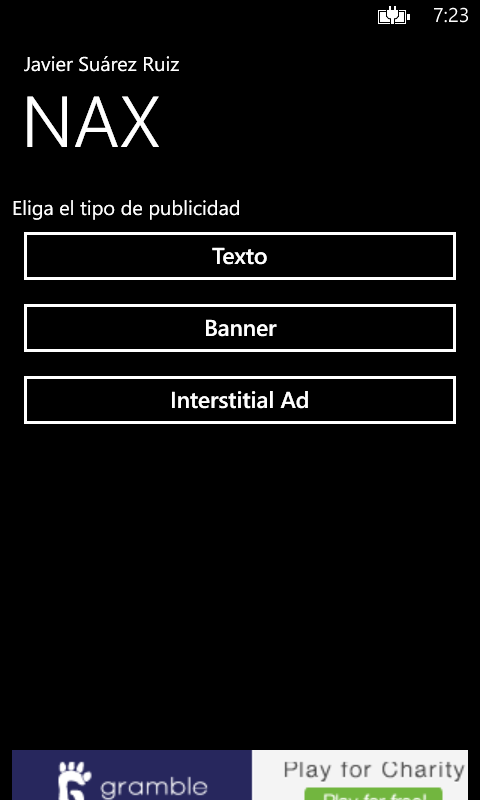 7:23
Javier Suárez Ruiz
NAX
Eliga el tipo de publicidad
Texto
Banner
Interstitial Ad
gramble
Play for Charity
Play for free!